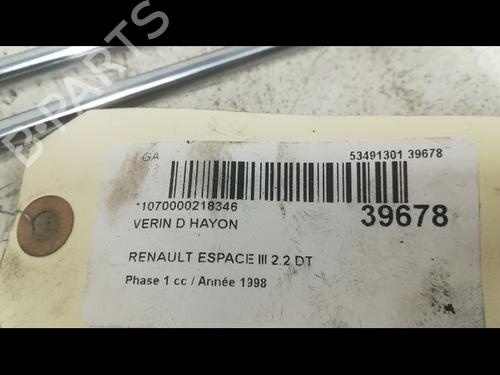 B-PARTS
GA 53491301 39678
*1070000218346
VERIN D HAYON 39678
RENAULT ESPACE III 2.2 DT
Phase 1 cc / Année 1998